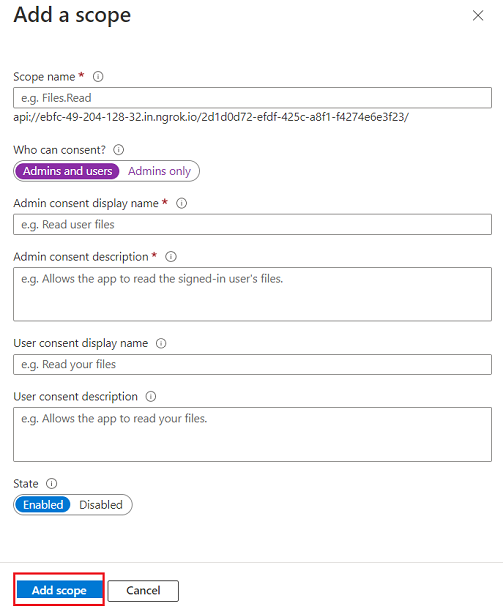 Add a scope
Scope name *
e.g. Files.Read
api://ebfc-49-204-128-32.in.ngrok.io/2d1d0d72-efdf-425c-a8f1-f4274e6e3f23/
Who can consent?
Admins and users Admins only
Admin consent display name *
e.g. Read user files
Admin consent description *
e.g. Allows the app to read the signed-in user's files.
User consent display name
e.g. Read your files
User consent description
e.g. Allows the app to read your files.
State
Enabled Disabled
Add scope Cancel